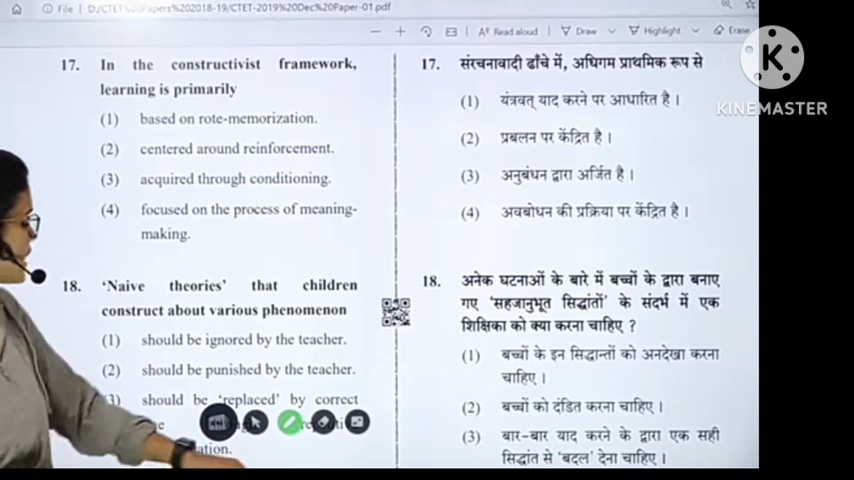 File | D:/CTET%20Papers%202018-19/CTET-2019%20Dec%20Paper-01.pdf
Read aloud | Draw | Highlight Erase
KINEMASTER
17. In the constructivist framework,
learning is primarily
(1) based on rote-memorization.
(2) centered around reinforcement.
(3) acquired through conditioning.
(4) focused on the process of meaning-
making.
18. ‘Naive theories’ that children
construct about various phenomenon
(1) should be ignored by the teacher.
(2) should be punished by the teacher.
(3) should be ‘replaced’ by correct
17. संरचनावादी ढाँचे में, अधिगम प्राथमिक रूप से
(1) यंत्रवत् याद करने पर आधारित है।
(2) प्रबलन पर केंद्रित है।
(3) अनुबंधन द्वारा अर्जित है।
(4) अवबोधन की प्रक्रिया पर केंद्रित है।
18. अनेक घटनाओं के बारे में बच्चों के द्वारा बनाए
गए ‘सहजानुभूत सिद्धांतों’ के संदर्भ में एक
शिक्षिका को क्या करना चाहिए ?
(1) बच्चों के इन सिद्धान्तों को अनदेखा करना
चाहिए।
(2) बच्चों को दंडित करना चाहिए।
(3) बार-बार याद करने के द्वारा एक सही
सिद्धांत से ‘बदल’ देना चाहिए।